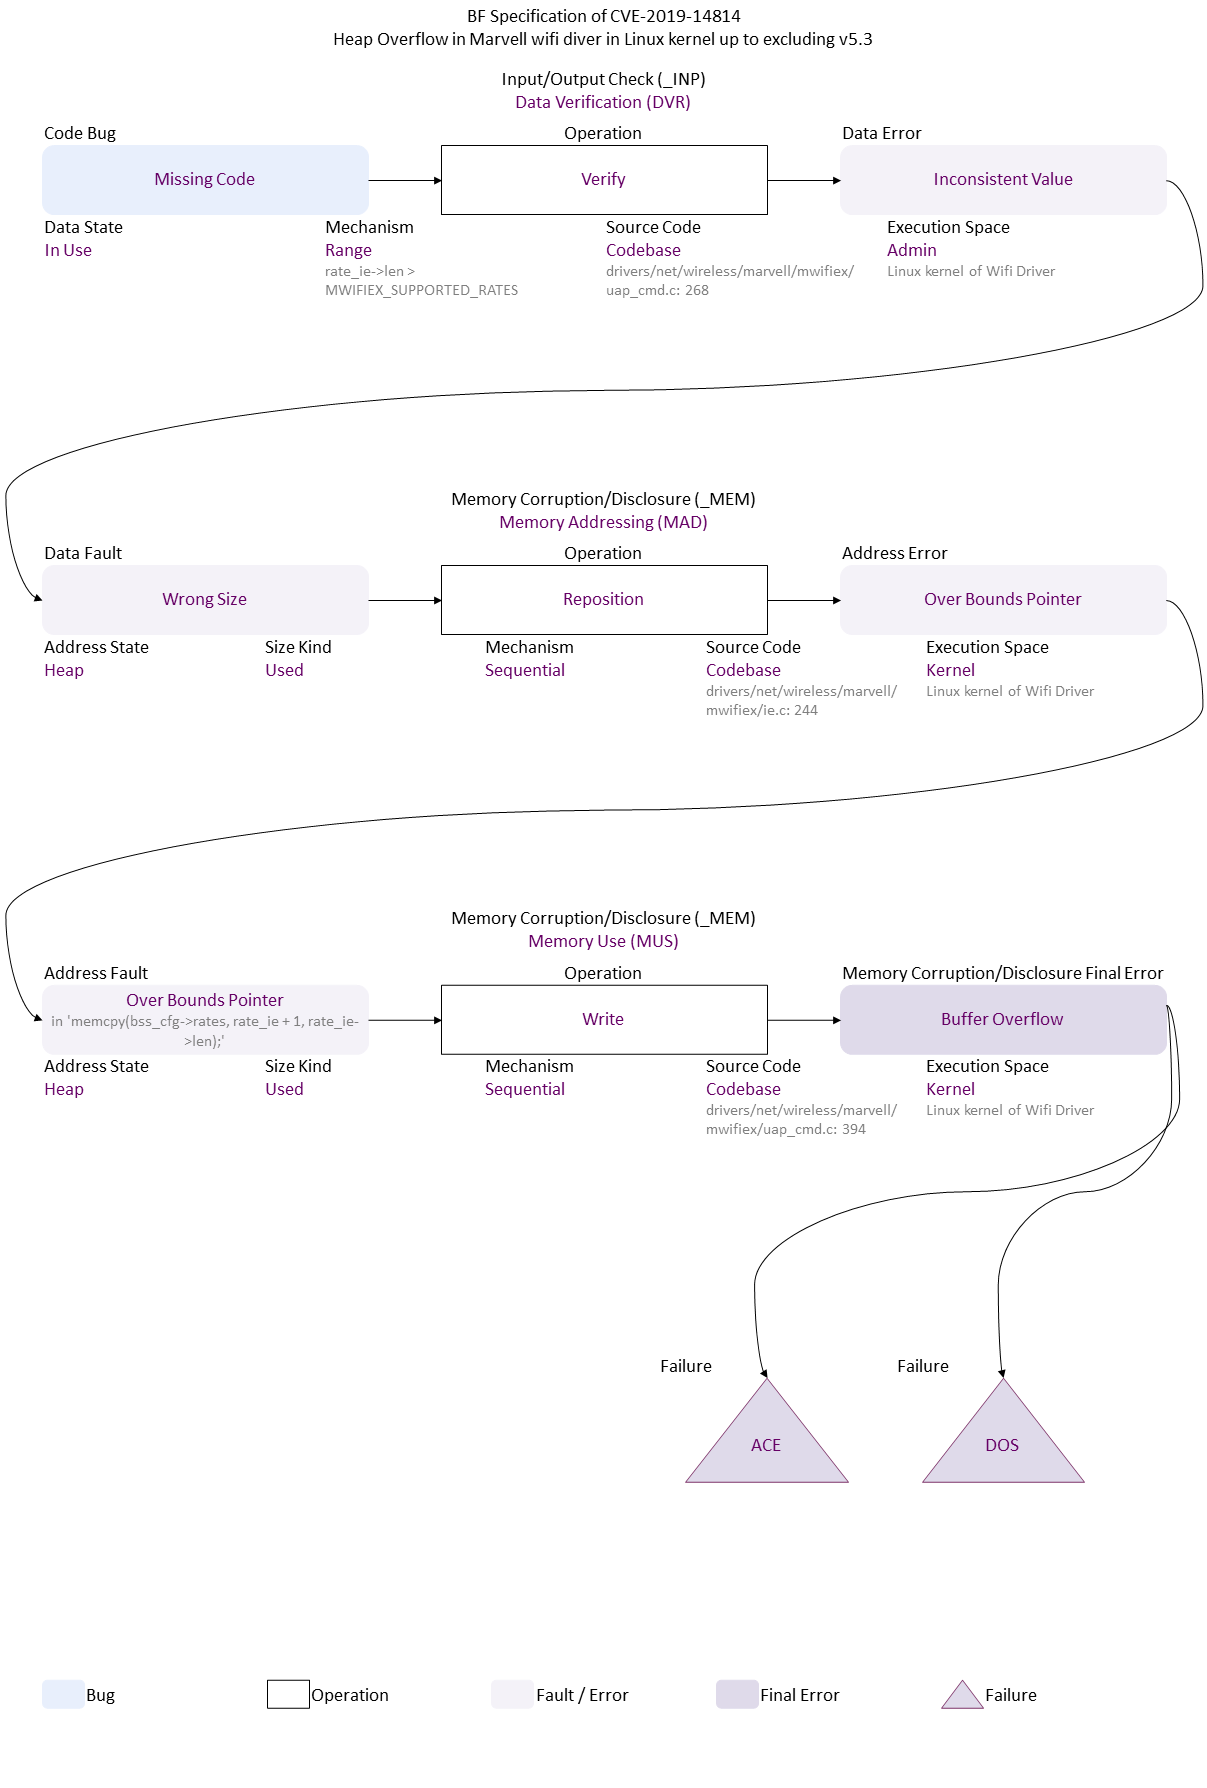 BF Specification of CVE-2019-14814
Heap Overflow in Marvell wifi diver in Linux kernel up to excluding v5.3
Input/Output Check (_INP)
Data Verification (DVR)
Code Bug
Operation
Data Error
Missing Code
Verify
Inconsistent Value
Data State
Mechanism
Source Code
Execution Space
In Use
Range
Codebase
Admin
rate_ie->len >
drivers/net/wireless/marvell/mwifiex/
Linux kernel of Wifi Driver
MWIFIEX_SUPPORTED_RATES
uap_cmd.c: 268
Memory Corruption/Disclosure (_MEM)
Memory Addressing (MAD)
Data Fault
Operation
Address Error
Wrong Size
Reposition
Over Bounds Pointer
Address State
Size Kind
Mechanism
Source Code
Execution Space
Heap
Used
Sequential
Codebase
Kernel
drivers/net/wireless/marvell/
Linux kernel of Wifi Driver
mwifiex/ie.c: 244
Memory Corruption/Disclosure (_MEM)
Memory Use (MUS)
Address Fault
Operation
Memory Corruption/Disclosure Final Error
Over Bounds Pointer
in 'memcpy(bss_cfg->rates, rate_ie + 1, rate_ie-
>len);'
Write
Buffer Overflow
Address State
Size Kind
Mechanism
Source Code
Execution Space
Heap
Used
Sequential
Codebase
Kernel
drivers/net/wireless/marvell/
Linux kernel of Wifi Driver
mwifiex/uap_cmd.c: 394
Failure
Failure
ACE
DOS
Bug
Operation
Fault / Error
Final Error
Failure